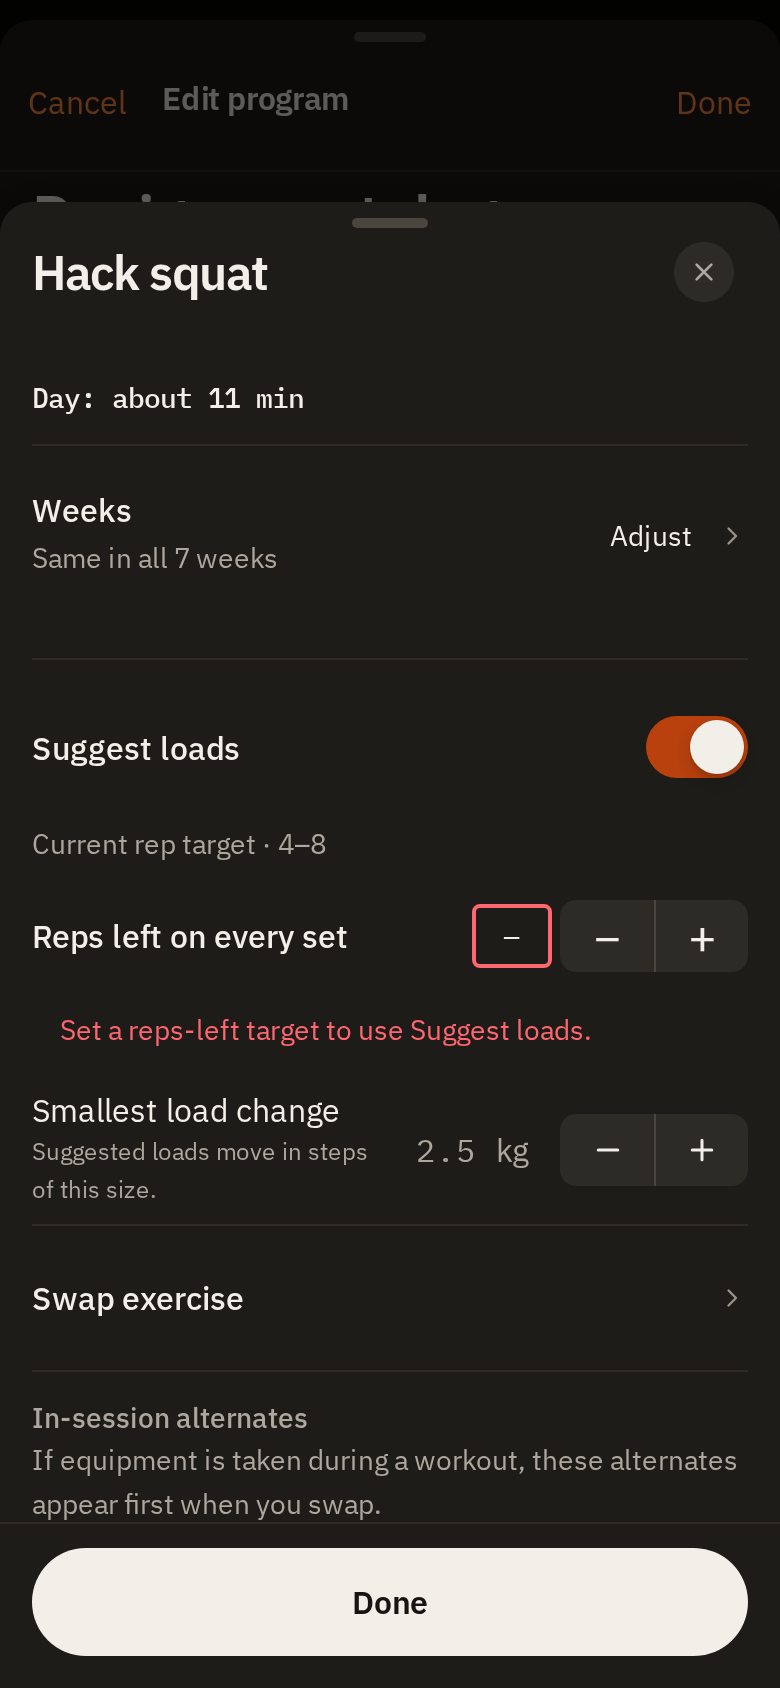 Cancel
Edit program
Done
Hack squat
Day: about 11 min
Weeks
Same in all 7 weeks
Adjust
Suggest loads
Current rep target · 4–8
Reps left on every set
–
Set a reps-left target to use Suggest loads.
Smallest load change
Suggested loads move in steps
of this size.
2.5 kg
Swap exercise
In-session alternates
If equipment is taken during a workout, these alternates
appear first when you swap.
Done